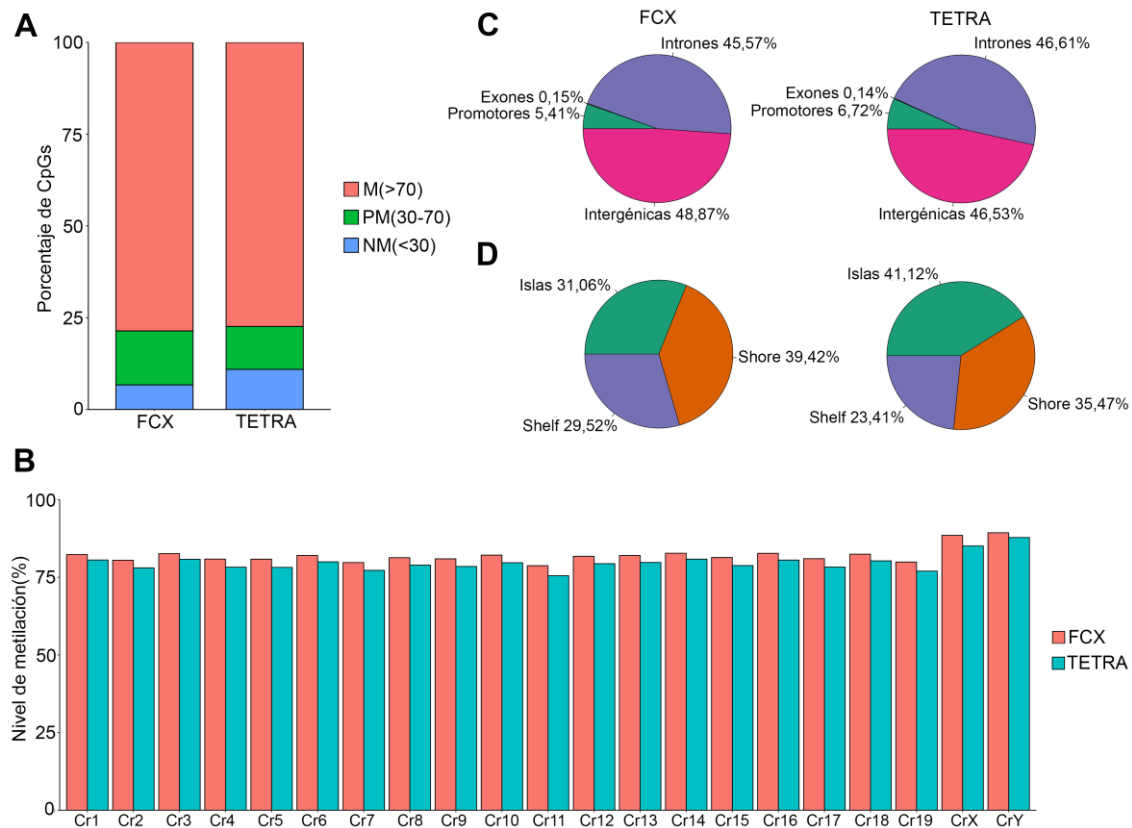 A
100
75
50
25
0
Porcentaje de CpGs
FCX
TETRA
M(>70)
PM(30-70)
NM(<30)
C
FCX
Intrones 45,57%
Exones 0,15%
Promotores 5,41%
Intergénicas 48,87%
TETRA
Intrones 46,61%
Exones 0,14%
Promotores 6,72%
Intergénicas 46,53%
D
Islas 31,06%
Shore 39,42%
Shelf 29,52%
Islas 41,12%
Shore 35,47%
Shelf 23,41%
B
100
75
50
25
0
Nivel de metilación(%)
Cr1
Cr2
Cr3
Cr4
Cr5
Cr6
Cr7
Cr8
Cr9
Cr10
Cr11
Cr12
Cr13
Cr14
Cr15
Cr16
Cr17
Cr18
Cr19
CrX
CrY
FCX
TETRA